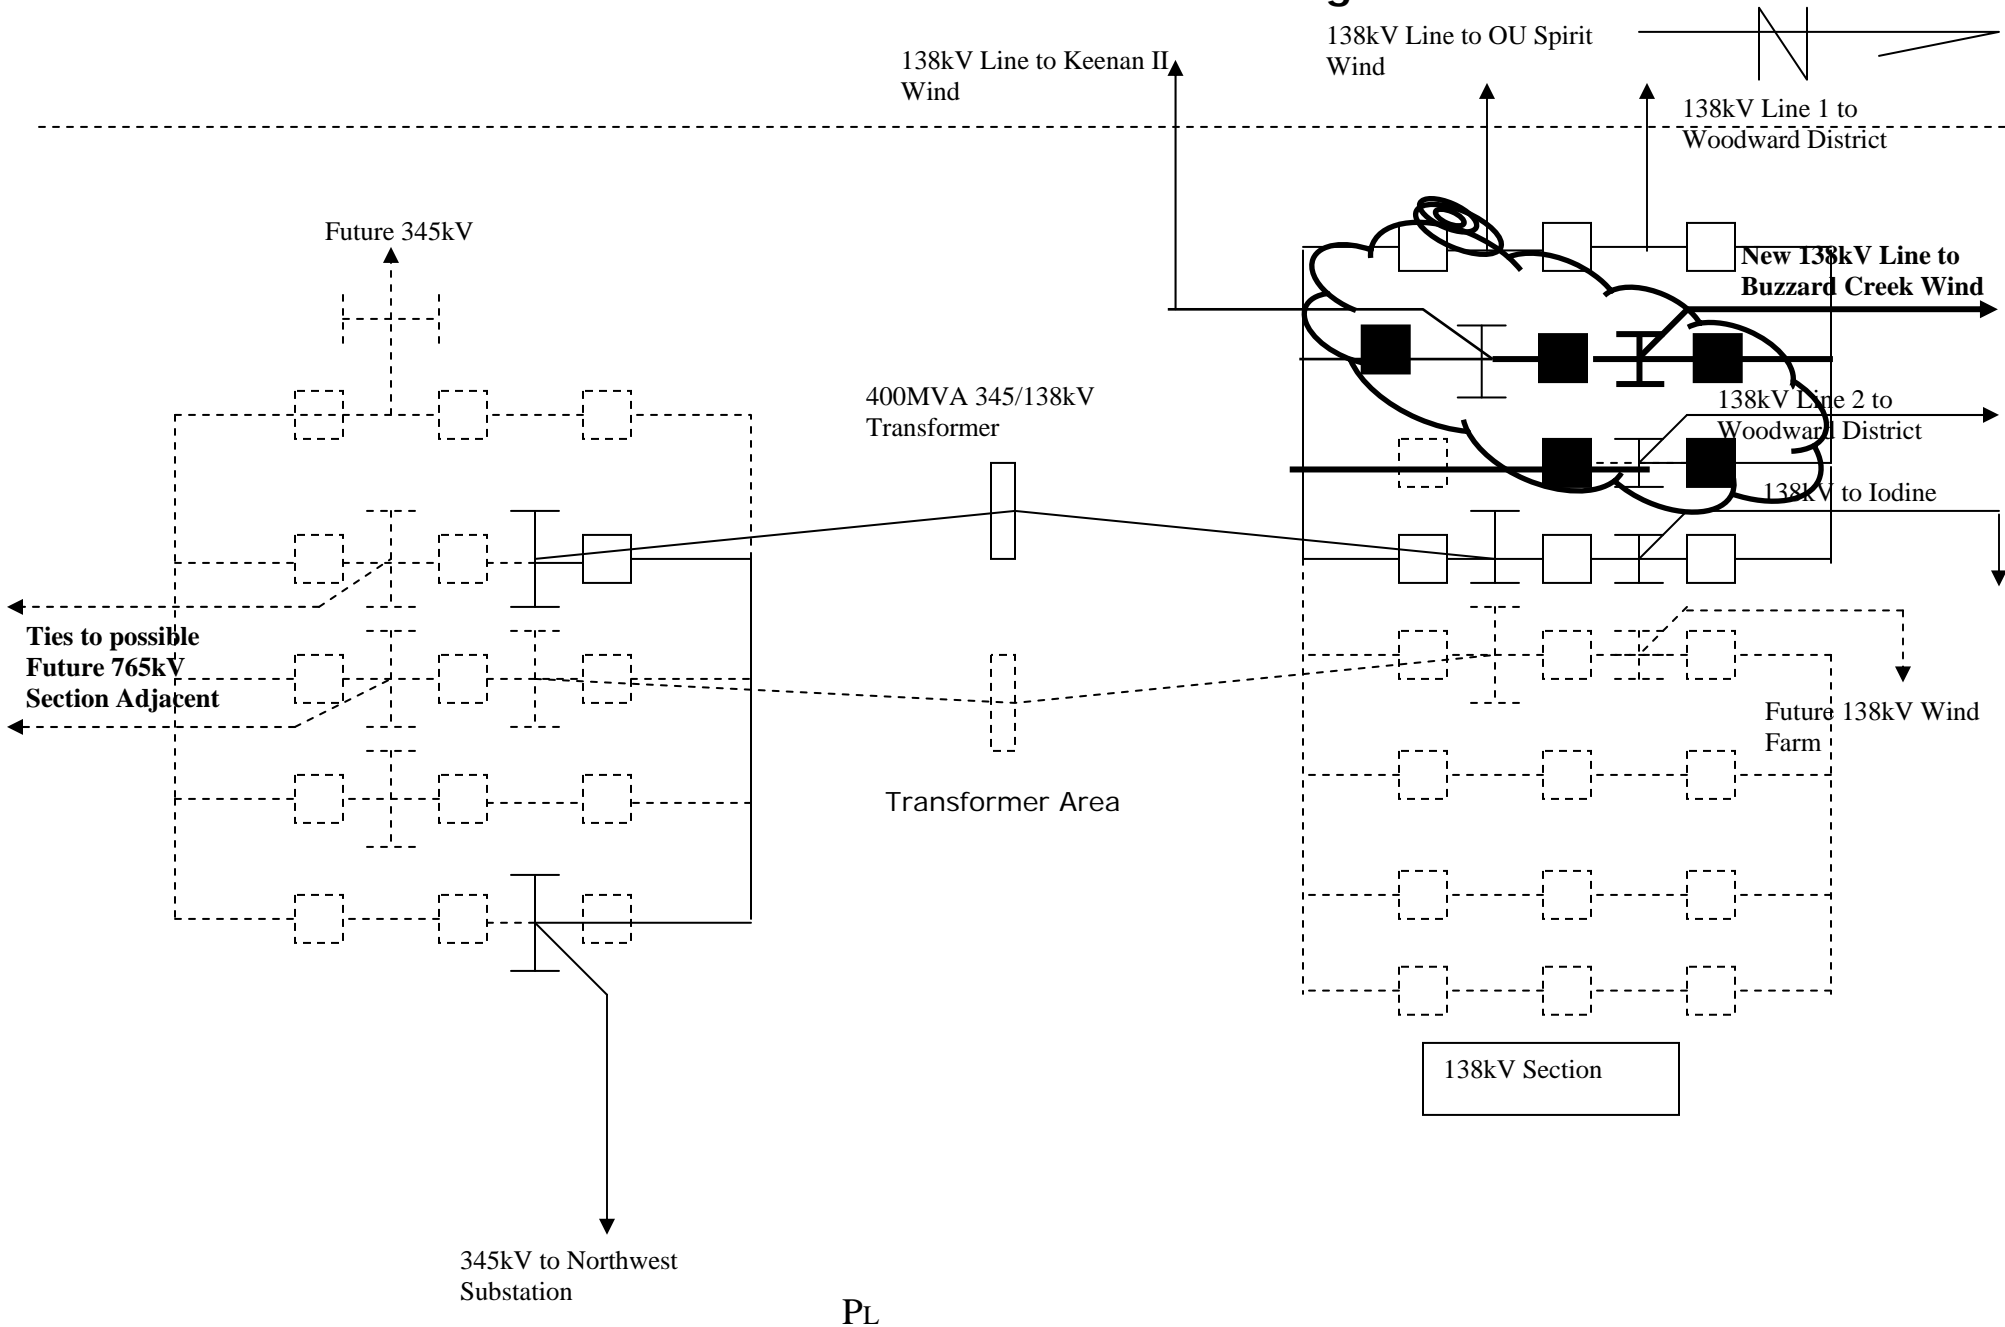 g
138kV Line to OU Spirit
Wind
138kV Line to Keenan II
Wind
N
138kV Line 1 to
Woodward District
Future 345kV
New 138kV Line to
Buzzard Creek Wind
400MVA 345/138kV
Transformer
138kV Line 2 to
Woodward District
138kV to Iodine
Ties to possible
Future 765kV
Section Adjacent
Future 138kV Wind
Farm
Transformer Area
138kV Section
345kV to Northwest
Substation
PL